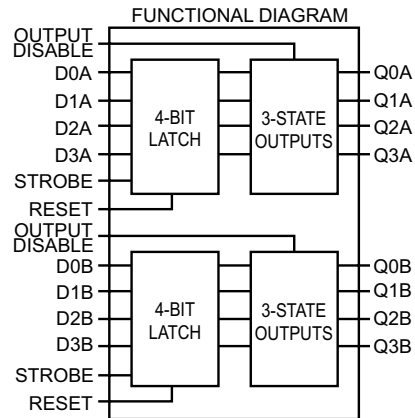 FUNCTIONAL DIAGRAM
OUTPUT
DISABLE
D0A
D1A
D2A
D3A
STROBE
RESET
4-BIT
LATCH
3-STATE
OUTPUTS
Q0A
Q1A
Q2A
Q3A
OUTPUT
DISABLE
D0B
D1B
D2B
D3B
STROBE
RESET
4-BIT
LATCH
3-STATE
OUTPUTS
Q0B
Q1B
Q2B
Q3B